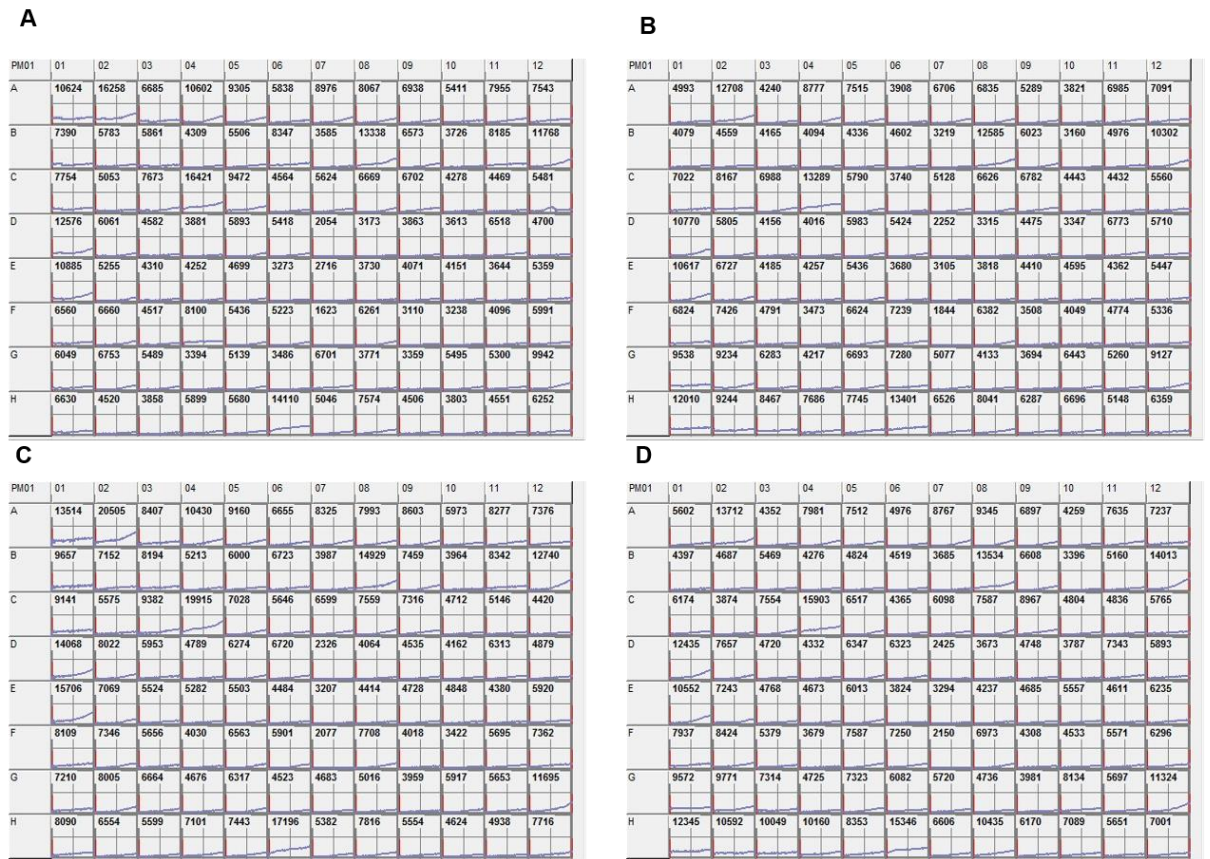 A
PM01 01 02 03 04 05 06 07 08 09 10 11 12
A 10624 16258 6685 10602 9305 5838 8976 8067 6938 5411 7955 7543
B 7390 5783 5861 4309 5506 8347 3585 13338 6573 3726 8185 11768
C 7754 5053 7673 16421 9472 4564 5624 6669 6702 4278 4469 5481
D 12576 6061 4582 3881 5893 5418 2054 3173 3863 3613 6518 4700
E 10885 5255 4310 4252 4699 3273 2716 3730 4071 4151 3644 5359
F 6560 6660 4517 8100 5436 5223 1623 6261 3110 3238 4096 5991
G 6049 6753 5489 3394 5139 3486 6701 3771 3359 5495 5300 9942
H 6630 4520 3858 5899 5680 14110 5046 7574 4506 3803 4551 6252
B
PM01 01 02 03 04 05 06 07 08 09 10 11 12
A 4993 12708 4240 8777 7515 3908 6706 6835 5289 3821 6985 7091
B 4079 4559 4165 4094 4336 4602 3219 12585 6023 3160 4976 10302
C 7022 8167 6988 13289 5790 3740 5128 6626 6782 4443 4432 5560
D 10770 5805 4156 4016 5983 5424 2252 3315 4475 3347 6773 5710
E 10617 6727 4185 4257 5436 3680 3105 3818 4410 4595 4362 5447
F 6824 7426 4791 3473 6624 7239 1844 6382 3508 4049 4774 5336
G 9538 9234 6283 4217 6693 7280 5077 4133 3694 6443 5260 9127
H 12010 9244 8467 7686 7745 13401 6526 8041 6287 6696 5148 6359
C
PM01 01 02 03 04 05 06 07 08 09 10 11 12
A 13514 20505 8407 10430 9160 6655 8325 7993 8603 5973 8277 7376
B 9657 7152 8194 5213 6000 6723 3987 14929 7459 3964 8342 12740
C 9141 5575 9382 19915 7028 5646 6599 7559 7316 4712 5146 4420
D 14068 8022 5953 4789 6274 6720 2326 4064 4535 4162 6313 4879
E 15706 7069 5524 5282 5503 4484 3207 4414 4728 4848 4380 5920
F 8109 7346 5656 4030 6563 5901 2077 7708 4018 3422 5695 7362
G 7210 8005 6664 4676 6317 4523 4683 5016 3959 5917 5653 11695
H 8090 6554 5599 7101 7443 17196 5382 7816 5554 4624 4938 7716
D
PM01 01 02 03 04 05 06 07 08 09 10 11 12
A 5602 13712 4352 7981 7512 4976 8767 9345 6897 4259 7635 7237
B 4397 4687 5469 4276 4824 4519 3685 13534 6608 3396 5160 14013
C 6174 3874 7554 15903 6517 4365 6098 7587 8967 4804 4836 5765
D 12435 7657 4720 4332 6347 6323 2425 3673 4748 3787 7343 5893
E 10552 7243 4768 4673 6013 3824 3294 4237 4685 5557 4611 6235
F 7937 8424 5379 3679 7587 7250 2150 6973 4308 4533 5571 6296
G 9572 9771 7314 4725 7323 6082 5720 4736 3981 8134 5697 11324
H 12345 10592 10049 10160 8353 15346 6606 10435 6170 7089 5651 7001